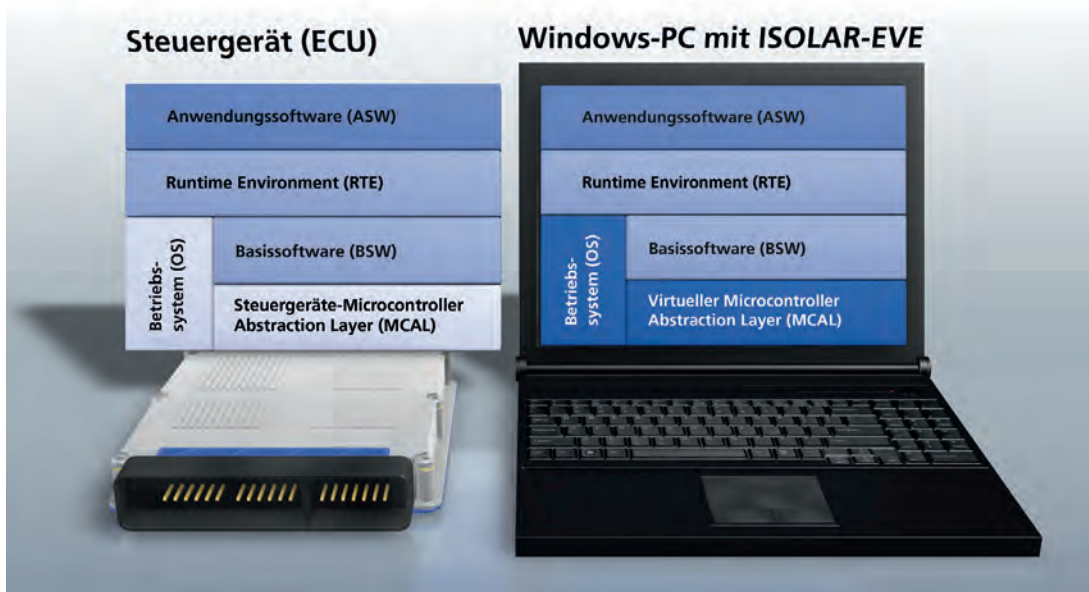 Steuergerät (ECU)
Anwendungssoftware (ASW)
Runtime Environment (RTE)
Betriebs-
system (OS)
Basissoftware (BSW)
Steuergeräte-Microcontroller
Abstraction Layer (MCAL)
Windows-PC mit ISOLAR-EVE
Anwendungssoftware (ASW)
Runtime Environment (RTE)
Betriebs-
system (OS)
Basissoftware (BSW)
Virtueller Microcontroller
Abstraction Layer (MCAL)